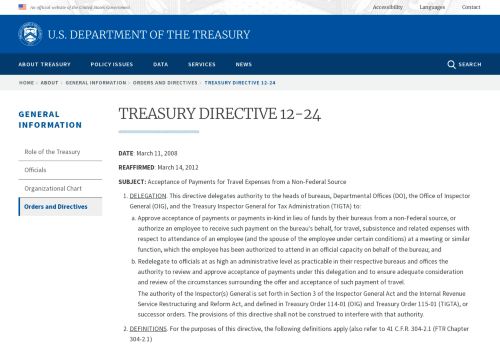 An official website of the United States Government
Accessibility Languages Contact
U.S. DEPARTMENT OF THE TREASURY
ABOUT TREASURY POLICY ISSUES DATA SERVICES NEWS SEARCH
HOME › ABOUT › GENERAL INFORMATION › ORDERS AND DIRECTIVES › TREASURY DIRECTIVE 12-24
GENERAL
INFORMATION
Role of the Treasury
Officials
Organizational Chart
Orders and Directives
TREASURY DIRECTIVE 12-24
DATE: March 11, 2008
REAFFIRMED: March 14, 2012
SUBJECT: Acceptance of Payments for Travel Expenses from a Non-Federal Source
1. DELEGATION. This directive delegates authority to the heads of bureaus, Departmental Offices (DO), the Office of Inspector
General (OIG), and the Treasury Inspector General for Tax Administration (TIGTA) to:
a. Approve acceptance of payments or payments in-kind in lieu of funds by their bureaus from a non-Federal source, or
authorize an employee to receive such payment on the bureau's behalf, for travel, subsistence and related expenses with
respect to attendance of an employee (and the spouse of the employee under certain conditions) at a meeting or similar
function, which the employee has been authorized to attend in an official capacity on behalf of the bureau; and
b. Redelegate to officials at as high an administrative level as practicable in their respective bureaus and offices the
authority to review and approve acceptance of payments under this delegation and to ensure adequate consideration
and review of the circumstances surrounding the offer and acceptance of such payment of travel.
The authority of the Inspector(s) General is set forth in Section 3 of the Inspector General Act and the Internal Revenue
Service Restructuring and Reform Act, and defined in Treasury Order 114-01 (OIG) and Treasury Order 115-01 (TIGTA), or
successor orders. The provisions of this directive shall not be construed to interfere with that authority.
2. DEFINITIONS. For the purposes of this directive, the following definitions apply (also refer to 41 C.F.R. 304-2.1 (FTR Chapter
304-2.1)